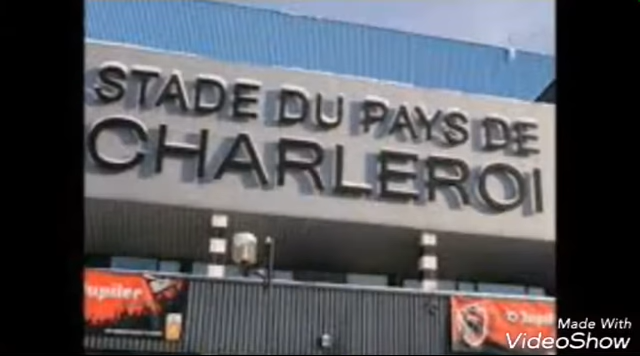 STADE DU PAYS DE
CHARLEROI
Jupiler
Made With
VideoShow